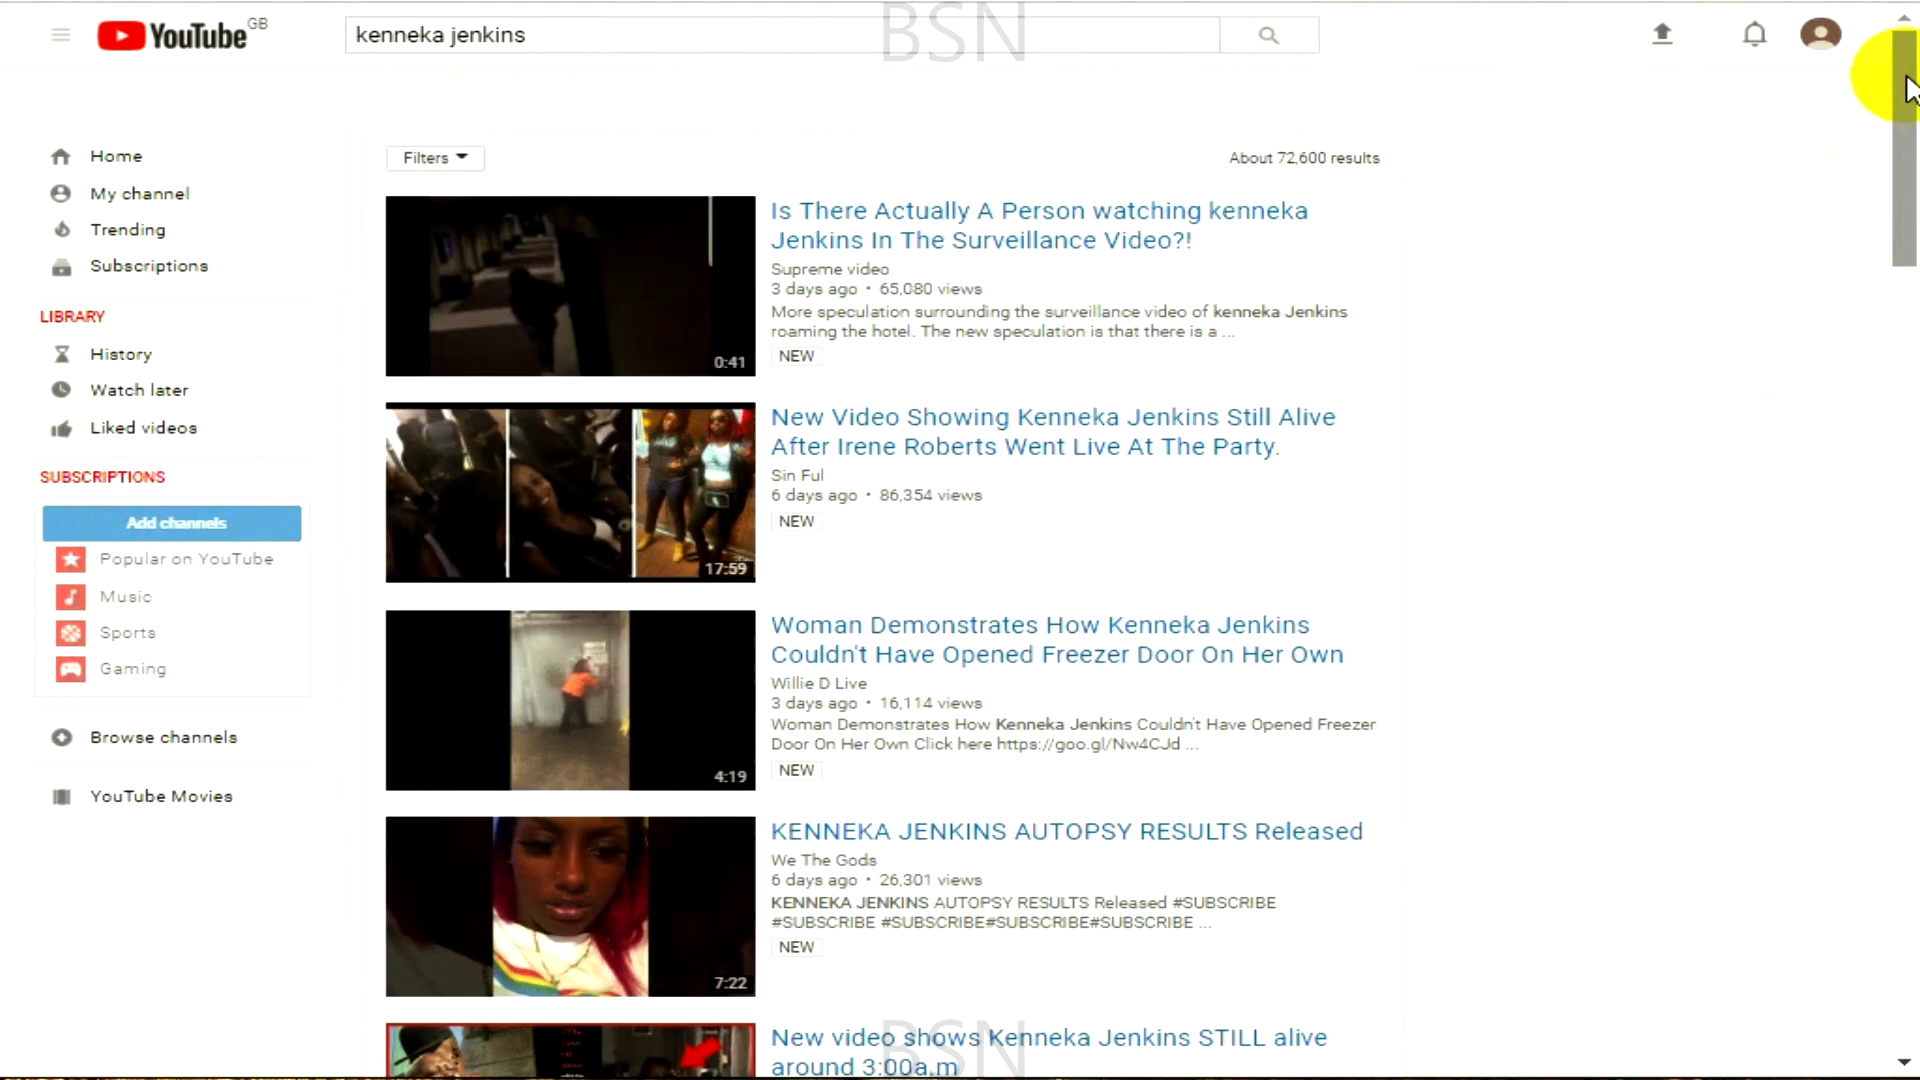 YouTube GB
kenneka jenkins
BSN
Home
My channel
Trending
Subscriptions
LIBRARY
History
Watch later
Liked videos
SUBSCRIPTIONS
Add channels
Popular on YouTube
Music
Sports
Gaming
Browse channels
YouTube Movies
Filters
About 72,600 results
0:41
Is There Actually A Person watching kenneka
Jenkins In The Surveillance Video?!
Supreme video
3 days ago • 65,080 views
More speculation surrounding the surveillance video of kenneka Jenkins
roaming the hotel. The new speculation is that there is a ...
NEW
17:59
New Video Showing Kenneka Jenkins Still Alive
After Irene Roberts Went Live At The Party.
Sin Ful
6 days ago • 86,354 views
NEW
4:19
Woman Demonstrates How Kenneka Jenkins
Couldn't Have Opened Freezer Door On Her Own
Willie D Live
3 days ago • 16,114 views
Woman Demonstrates How Kenneka Jenkins Couldn't Have Opened Freezer
Door On Her Own Click here https://goo.gl/Nw4CJd ...
NEW
7:22
KENNEKA JENKINS AUTOPSY RESULTS Released
We The Gods
6 days ago • 26,301 views
KENNEKA JENKINS AUTOPSY RESULTS Released #SUBSCRIBE
#SUBSCRIBE #SUBSCRIBE#SUBSCRIBE#SUBSCRIBE ...
NEW
New video shows Kenneka Jenkins STILL alive
around 3:00a.m
BSN